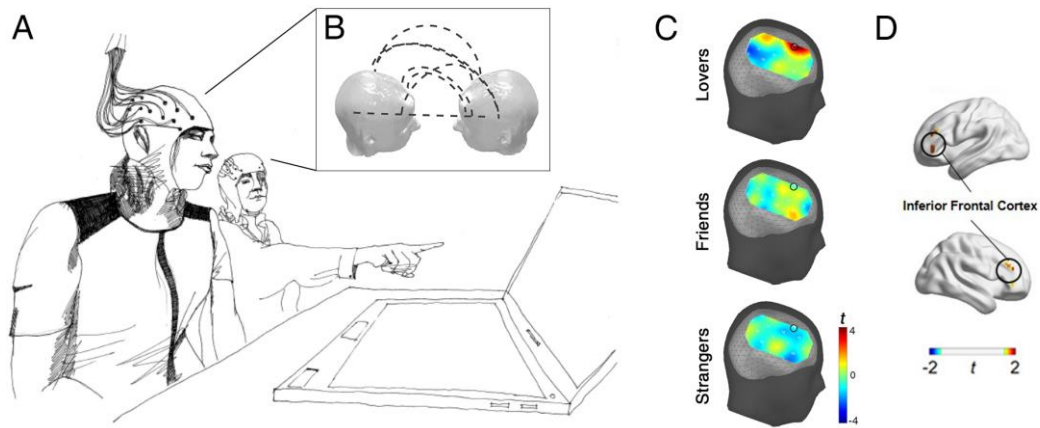 A
B
C
D
Lovers
Friends
Strangers
t
4
0
-4
Inferior Frontal Cortex
-2 t 2